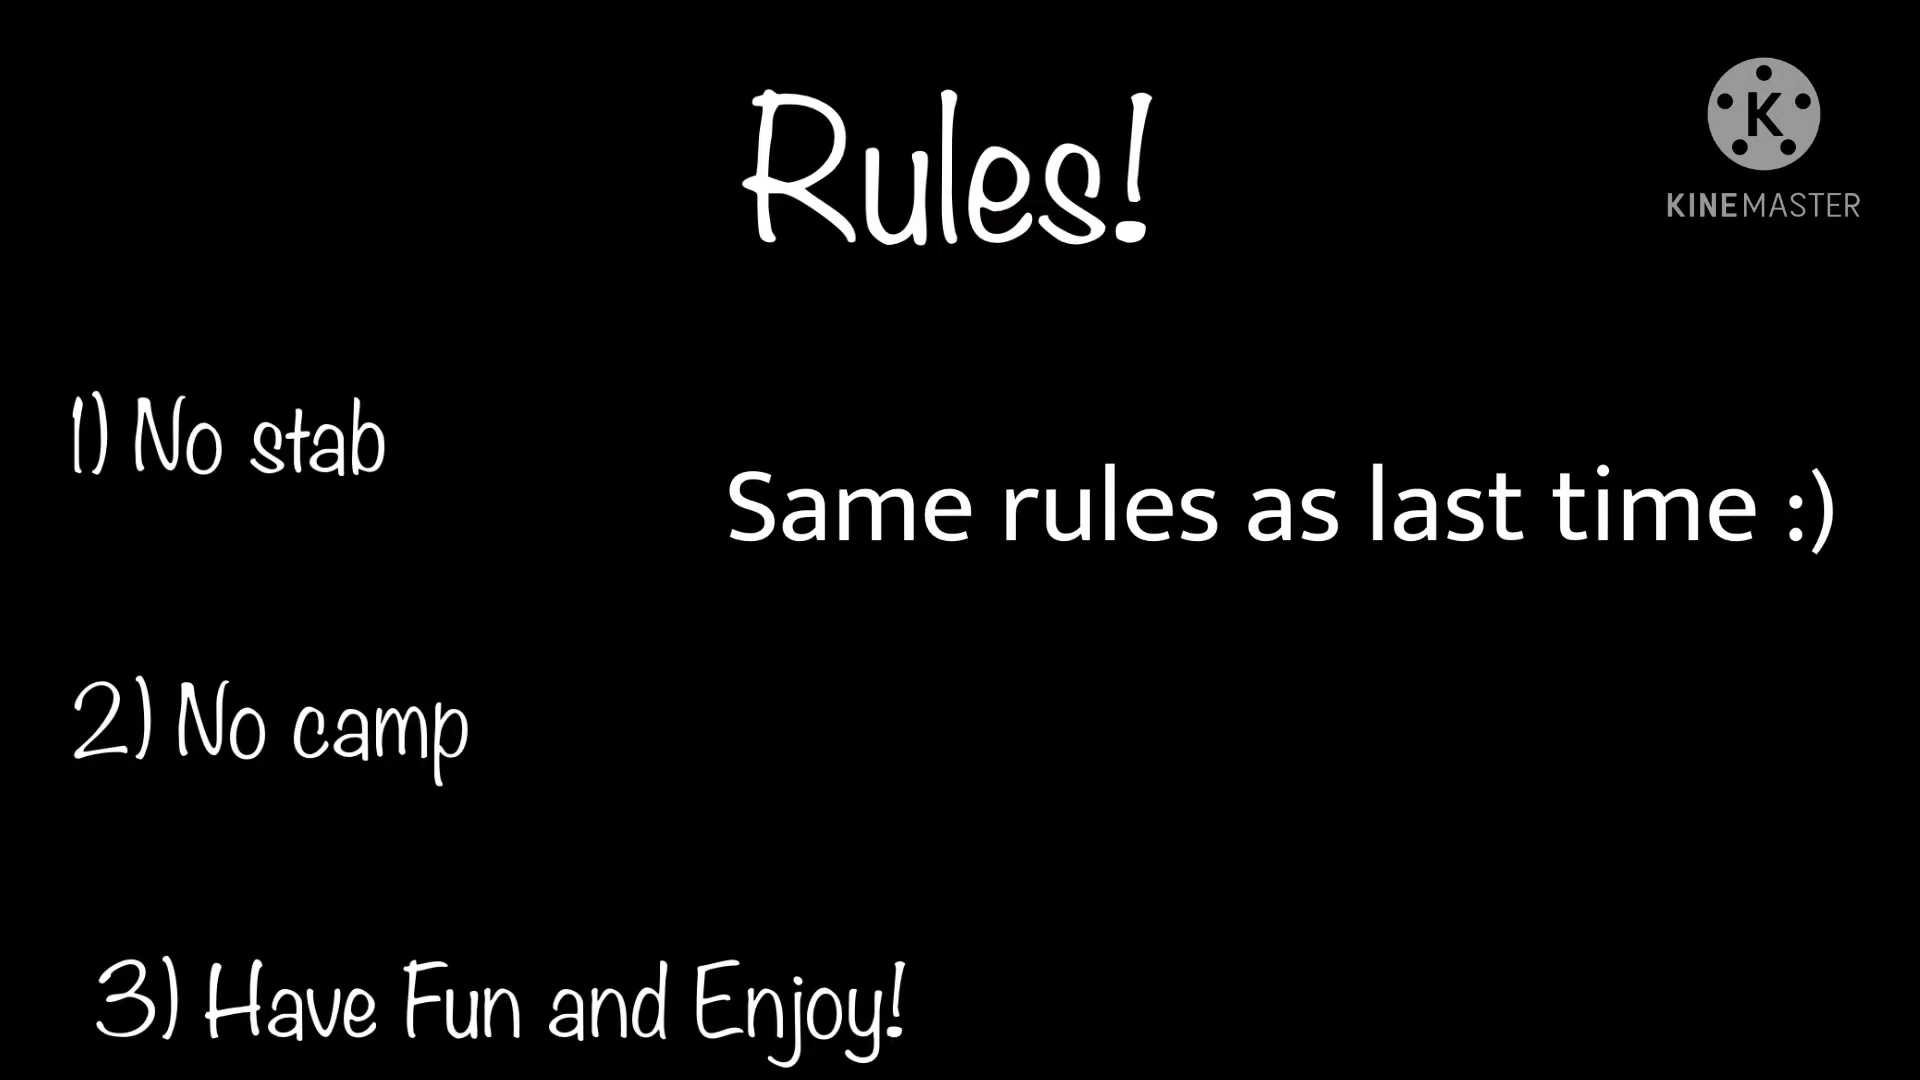 Rules!
K
KINEMASTER
1) No stab
Same rules as last time :)
2) No camp
3) Have Fun and Enjoy!